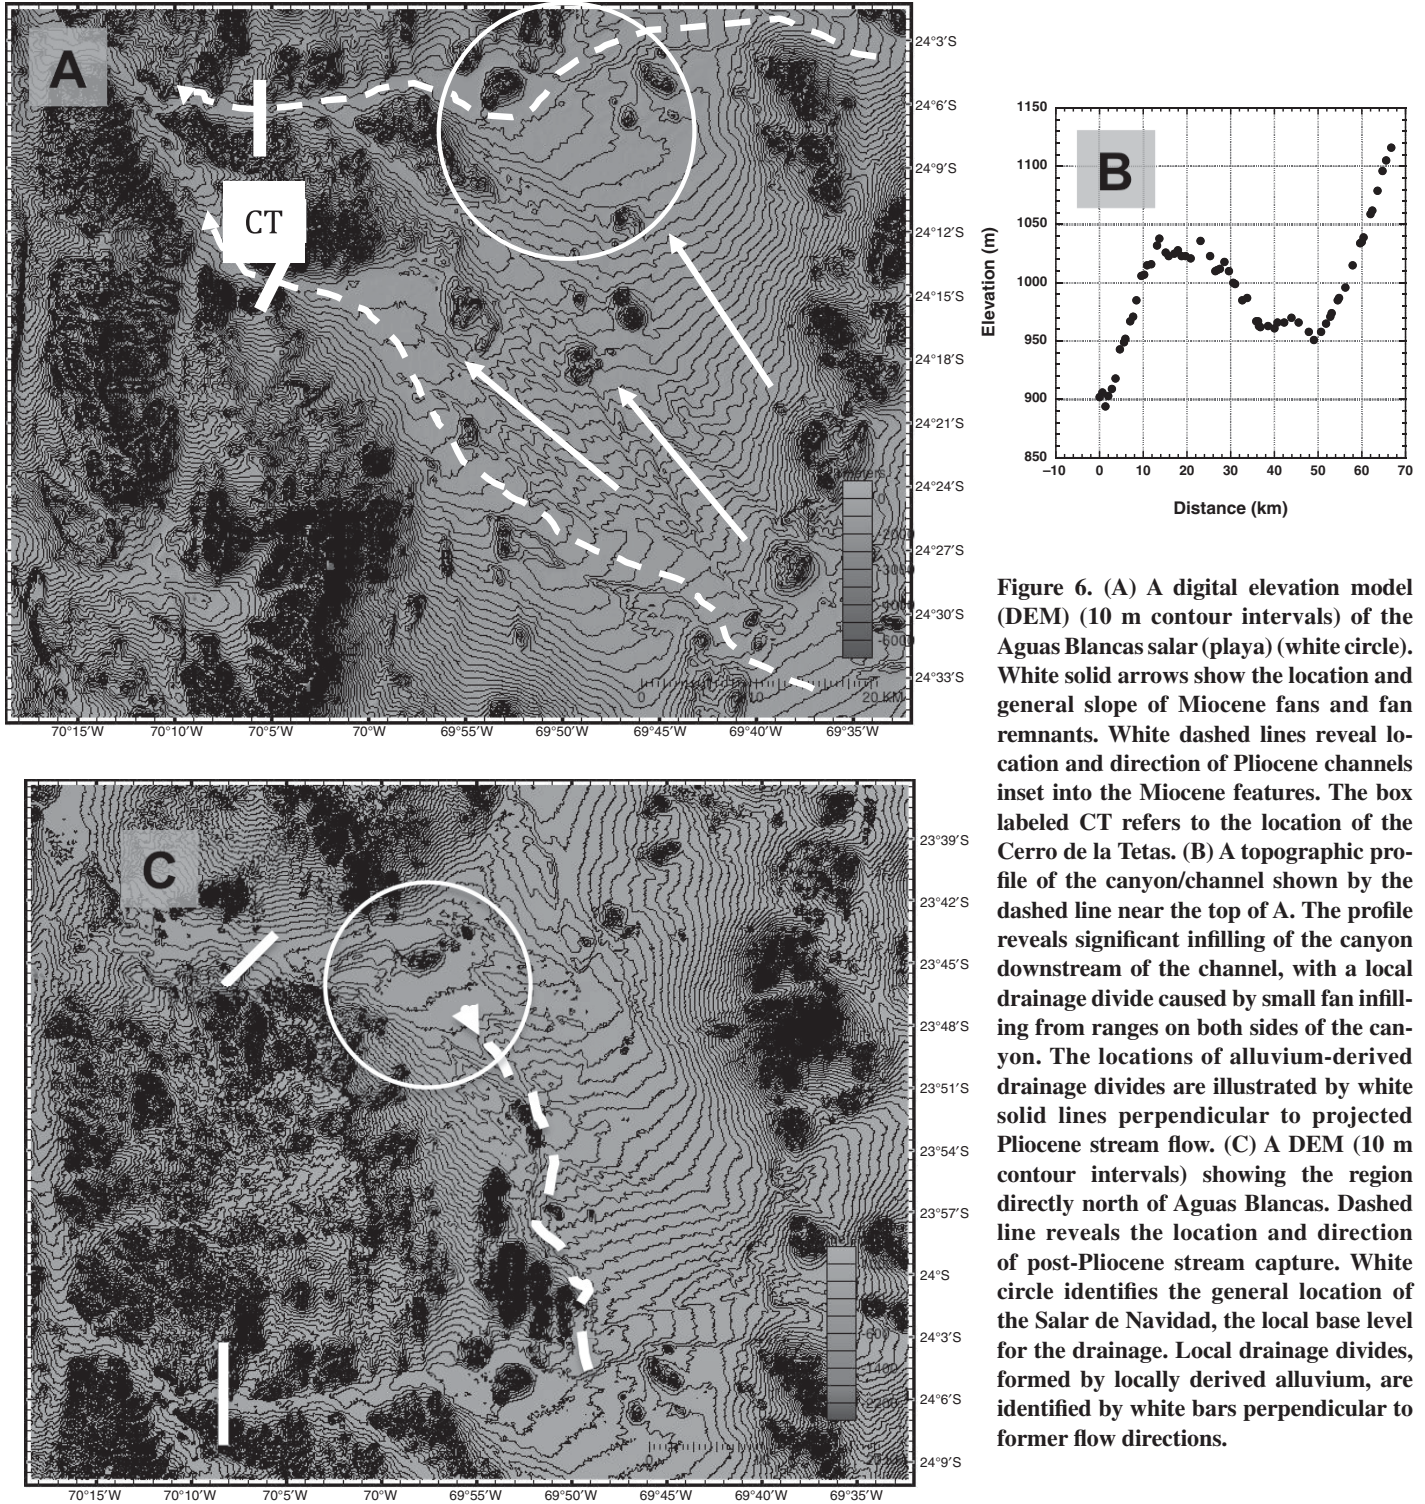 A
CT
24°3′S
24°6′S
24°9′S
24°12′S
24°15′S
24°18′S
24°21′S
24°24′S
24°27′S
24°30′S
24°33′S
0
20 KM
70°15′W 70°10′W 70°5′W 70°W 69°55′W 69°50′W 69°45′W 69°40′W 69°35′W
B
Elevation (m)
1150
1100
1050
1000
950
900
850
−10 0 10 20 30 40 50 60 70
Distance (km)
Figure 6. (A) A digital elevation model
(DEM) (10 m contour intervals) of the
Aguas Blancas salar (playa) (white circle).
White solid arrows show the location and
general slope of Miocene fans and fan
remnants. White dashed lines reveal lo-
cation and direction of Pliocene channels
inset into the Miocene features. The box
labeled CT refers to the location of the
Cerro de la Tetas. (B) A topographic pro-
file of the canyon/channel shown by the
dashed line near the top of A. The profile
reveals significant infilling of the canyon
downstream of the channel, with a local
drainage divide caused by small fan infill-
ing from ranges on both sides of the can-
yon. The locations of alluvium-derived
drainage divides are illustrated by white
solid lines perpendicular to projected
Pliocene stream flow. (C) A DEM (10 m
contour intervals) showing the region
directly north of Aguas Blancas. Dashed
line reveals the location and direction
of post-Pliocene stream capture. White
circle identifies the general location of
the Salar de Navidad, the local base level
for the drainage. Local drainage divides,
formed by locally derived alluvium, are
identified by white bars perpendicular to
former flow directions.
C
23°39′S
23°42′S
23°45′S
23°48′S
23°51′S
23°54′S
23°57′S
24°S
24°3′S
24°6′S
24°9′S
70°15′W 70°10′W 70°5′W 70°W 69°55′W 69°50′W 69°45′W 69°40′W 69°35′W